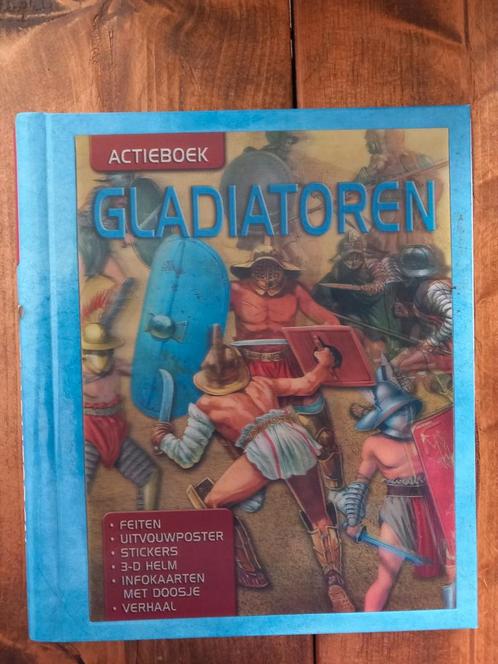 ACTIEBOEK
GLADIATOREN
• FEITEN
• UITVOUWPOSTER
• STICKERS
• 3-D HELM
• INFOKAARTEN
MET DOOSJE
• VERHAAL